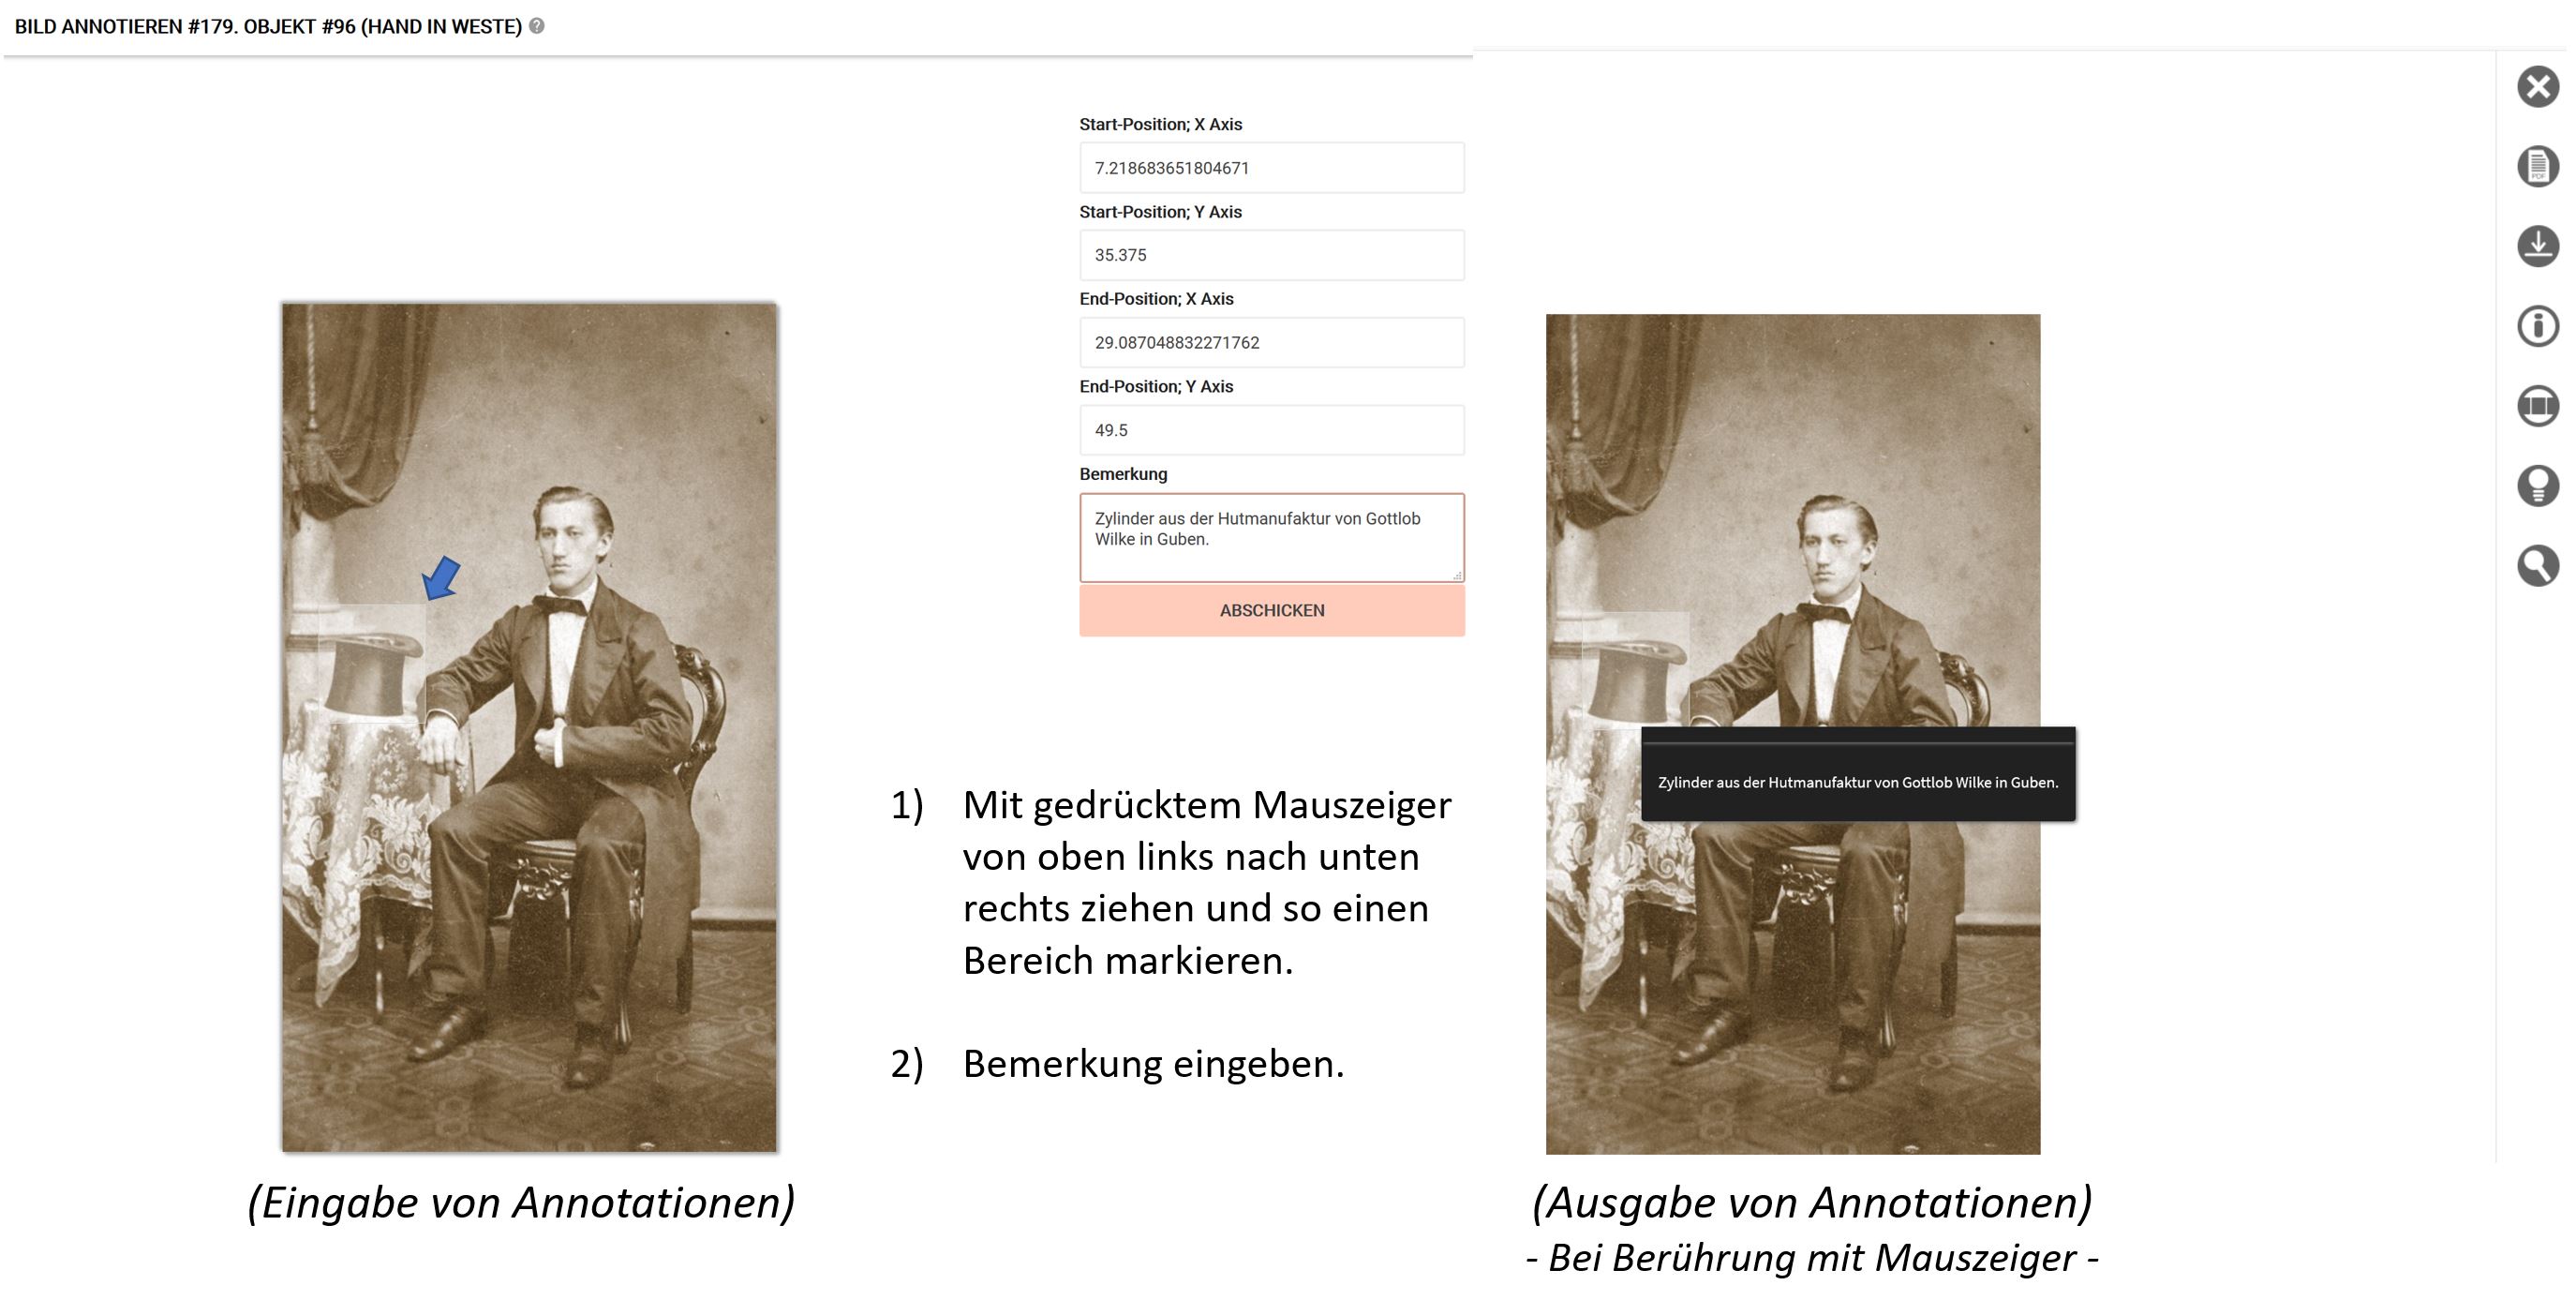 BILD ANNOTIEREN #179. OBJEKT #96 (HAND IN WESTE) ?
Start-Position; X Axis
7.218683651804671
Start-Position; Y Axis
35.375
End-Position; X Axis
29.087048832271762
End-Position; Y Axis
49.5
Bemerkung
Zylinder aus der Hutmanufaktur von Gottlob
Wilke in Guben.
ABSCHICKEN
1) Mit gedrücktem Mauszeiger
von oben links nach unten
rechts ziehen und so einen
Bereich markieren.
2) Bemerkung eingeben.
(Eingabe von Annotationen)
PDF
Zylinder aus der Hutmanufaktur von Gottlob Wilke in Guben.
(Ausgabe von Annotationen)
- Bei Berührung mit Mauszeiger -